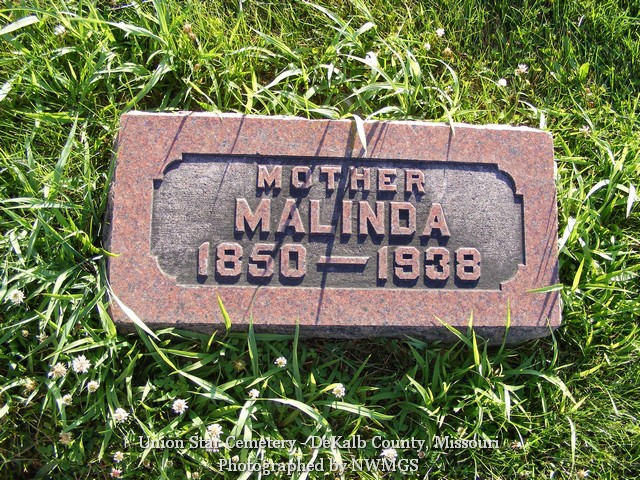 MOTHER
MALINDA
1850 — 1938
Union Star Cemetery - DeKalb County, Missouri
Photographed by NWMGS